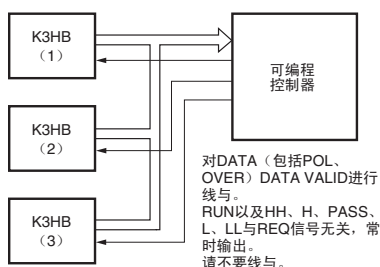 K3HB
（1）
K3HB
（2）
K3HB
（3）
可编程
控制器
对DATA（包括POL、
OVER）DATA VALID进行
线与。
RUN以及HH、H、PASS、
L、LL与REQ信号无关，常
时输出。
请不要线与。